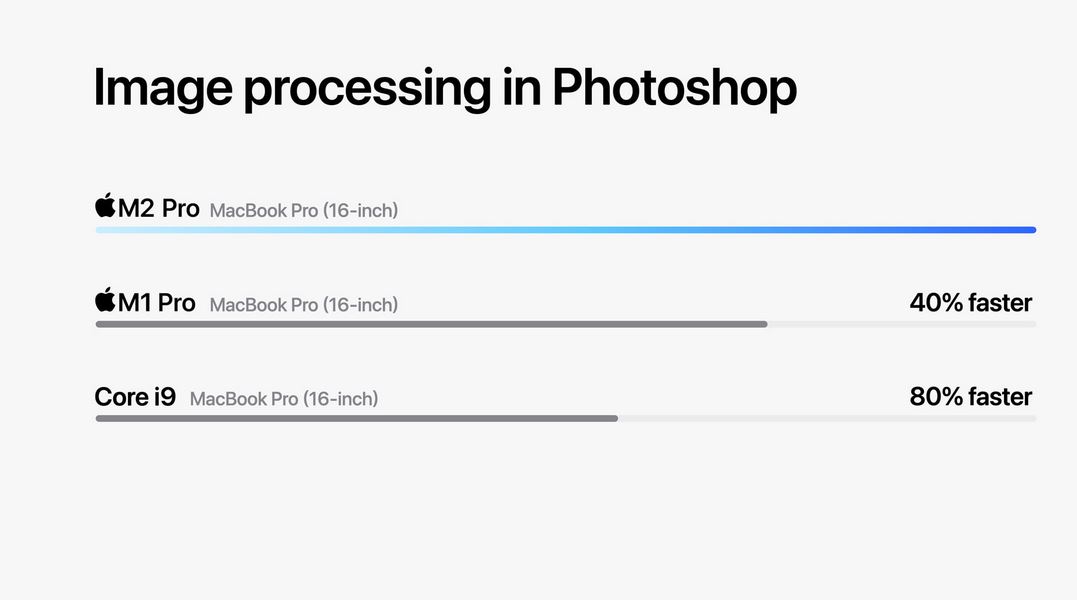 Image processing in Photoshop
M2 Pro MacBook Pro (16-inch)
M1 Pro MacBook Pro (16-inch) 40% faster
Core i9 MacBook Pro (16-inch) 80% faster